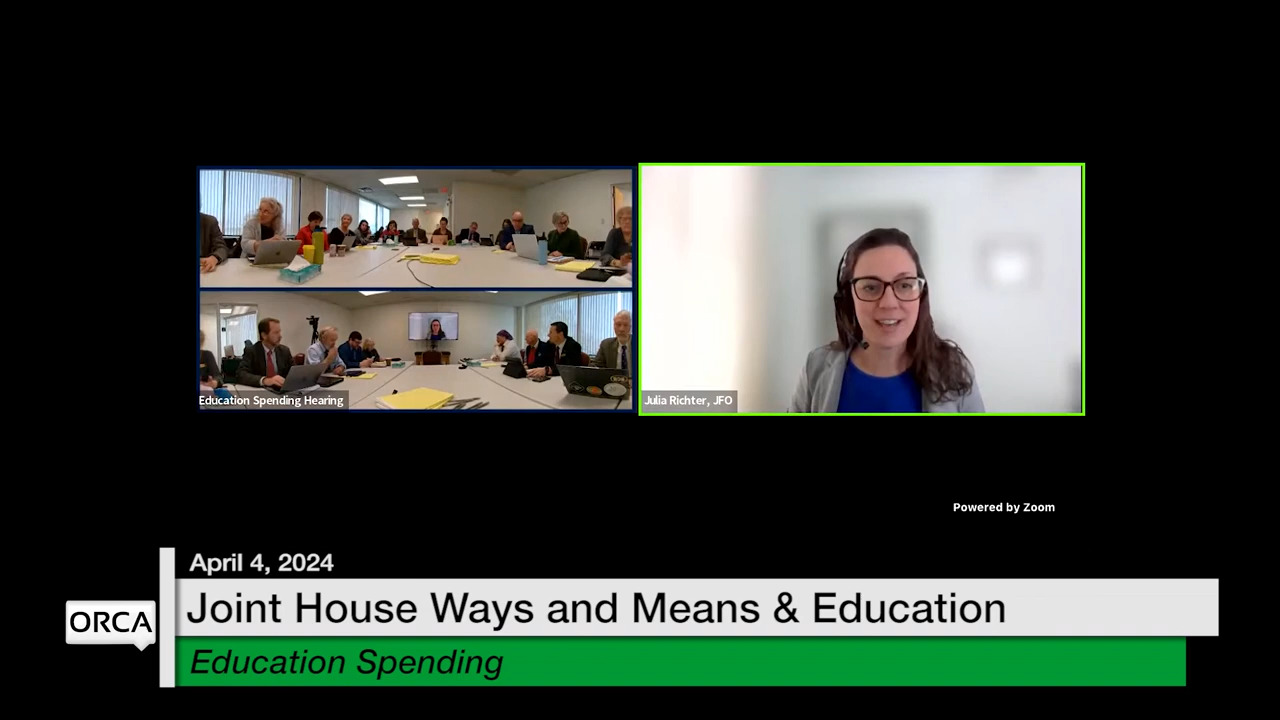 Education Spending Hearing
Julia Richter, JFO
Powered by Zoom
April 4, 2024
Joint House Ways and Means & Education
ORCA
Education Spending